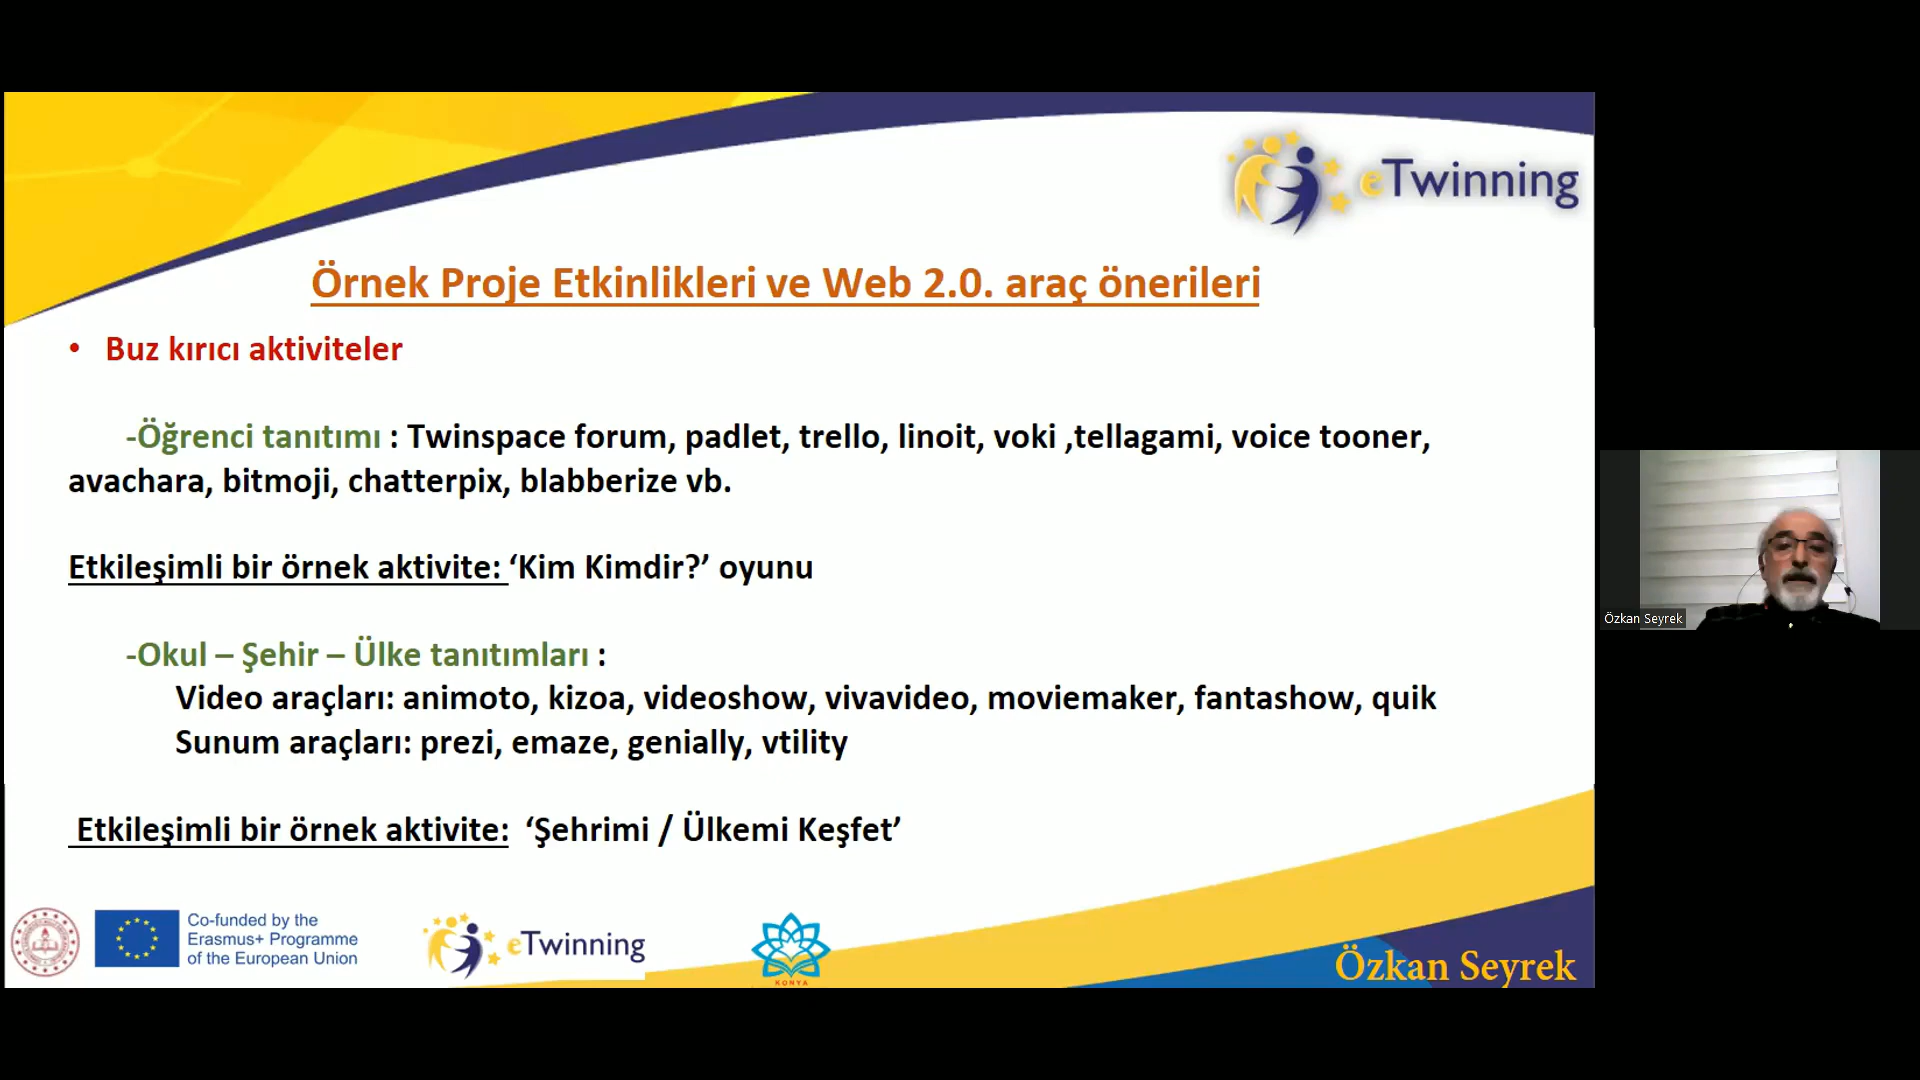 eTwinning
Örnek Proje Etkinlikleri ve Web 2.0. araç önerileri
• Buz kırıcı aktiviteler
-Öğrenci tanıtımı : Twinspace forum, padlet, trello, linoit, voki ,tellagami, voice tooner,
avachara, bitmoji, chatterpix, blabberize vb.
Etkileşimli bir örnek aktivite: ‘Kim Kimdir?’ oyunu
-Okul – Şehir – Ülke tanıtımları :
Video araçları: animoto, kizoa, videoshow, vivavideo, moviemaker, fantashow, quik
Sunum araçları: prezi, emaze, genially, vtility
Etkileşimli bir örnek aktivite: ‘Şehrimi / Ülkemi Keşfet’
Co-funded by the
Erasmus+ Programme
of the European Union
eTwinning
KONYA
Özkan Seyrek
Özkan Seyrek